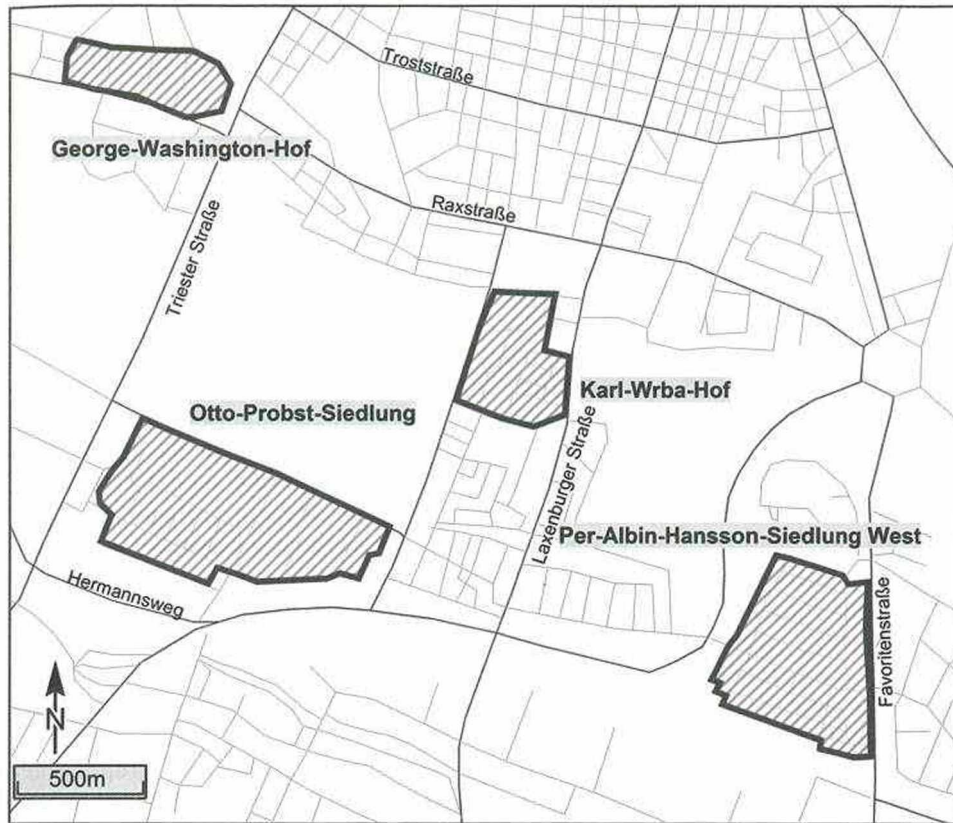 Troststraße
George-Washington-Hof
Raxstraße
Triester Straße
Karl-Wrba-Hof
Otto-Probst-Siedlung
Laxenburger Straße
Per-Albin-Hansson-Siedlung West
Hermannsweg
Favoritenstraße
N
500m